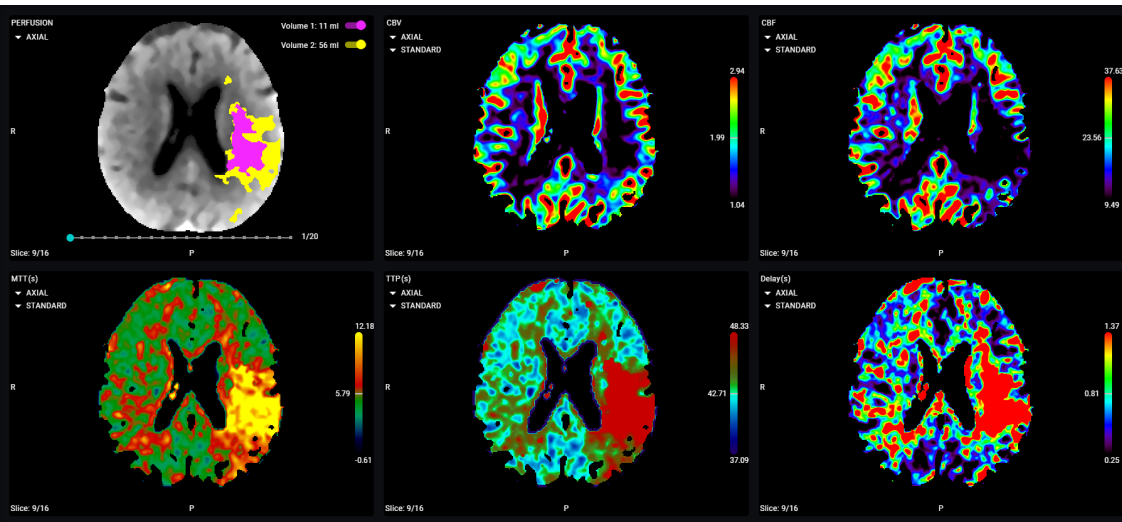 PERFUSION
AXIAL
Volume 1: 11 ml
Volume 2: 56 ml
R
1/20
Slice: 9/16
P
CBV
AXIAL
STANDARD
2.94
R
1.99
1.04
Slice: 9/16
P
CBF
AXIAL
STANDARD
37.63
R
23.56
9.49
Slice: 9/16
P
MTT(s)
AXIAL
STANDARD
12.18
R
5.79
-0.61
Slice: 9/16
P
TTP(s)
AXIAL
STANDARD
48.33
R
42.71
37.09
Slice: 9/16
P
Delay(s)
AXIAL
STANDARD
1.37
R
0.81
0.25
Slice: 9/16
P